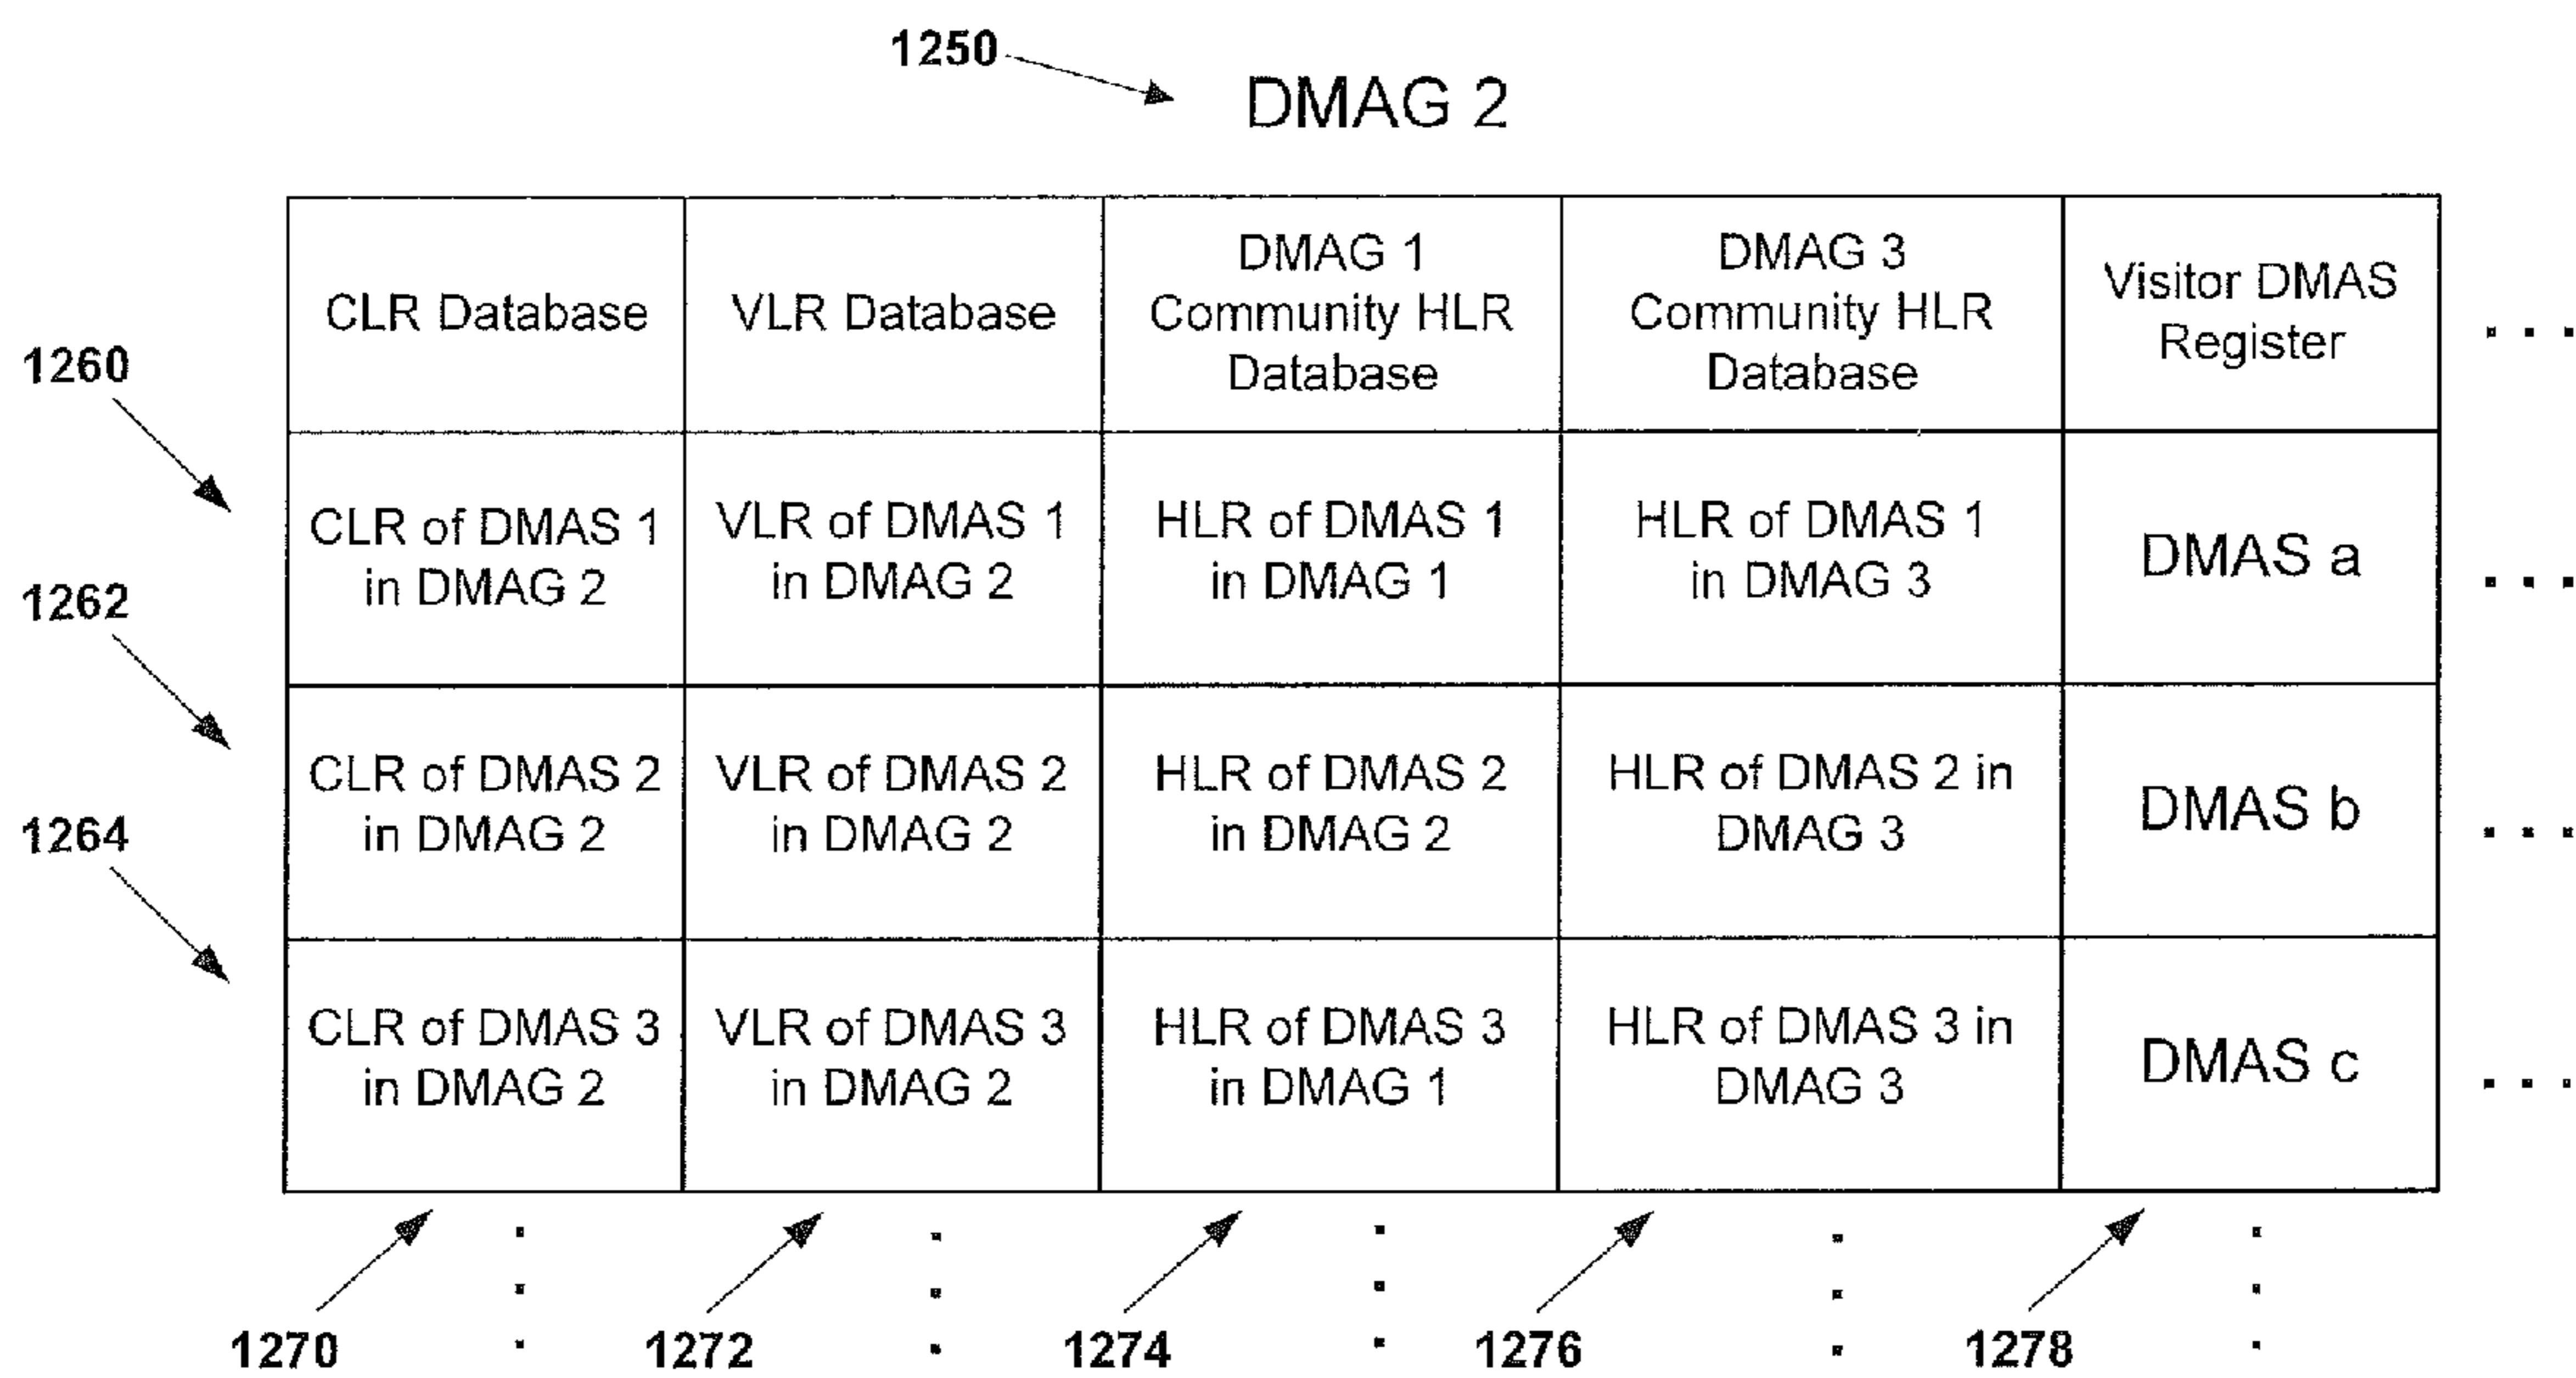 1250
DMAG 2
CLR Database
VLR Database
DMAG 1
Community HLR
Database
DMAG 3
Community HLR
Database
Visitor DMAS
Register
. . .
1260
CLR of DMAS 1
in DMAG 2
VLR of DMAS 1
in DMAG 2
HLR of DMAS 1
in DMAG 1
HLR of DMAS 1
in DMAG 3
DMAS a
. . .
1262
CLR of DMAS 2
in DMAG 2
VLR of DMAS 2
in DMAG 2
HLR of DMAS 2
in DMAG 2
HLR of DMAS 2 in
DMAG 3
DMAS b
. . .
1264
CLR of DMAS 3
in DMAG 2
VLR of DMAS 3
in DMAG 2
HLR of DMAS 3
in DMAG 1
HLR of DMAS 3 in
DMAG 3
DMAS c
. . .
1270
1272
1274
1276
1278